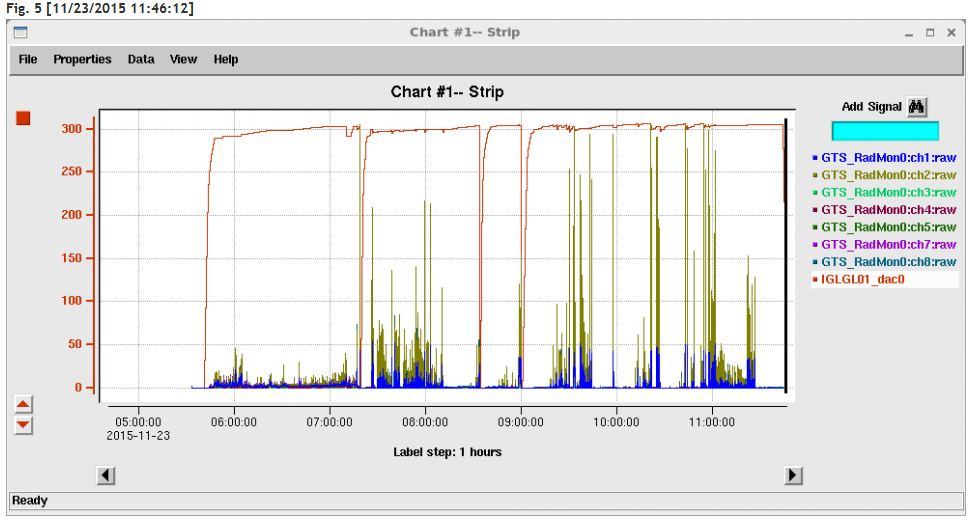 Fig. 5 [11/23/2015 11:46:12]
Chart #1-- Strip
File Properties Data View Help
Chart #1-- Strip
Add Signal
300
250
200
150
100
50
0
GTS_RadMon0:ch1:raw
GTS_RadMon0:ch2:raw
GTS_RadMon0:ch3:raw
GTS_RadMon0:ch4:raw
GTS_RadMon0:ch5:raw
GTS_RadMon0:ch7:raw
GTS_RadMon0:ch8:raw
IGLGL01_dac0
05:00:00 06:00:00 07:00:00 08:00:00 09:00:00 10:00:00 11:00:00
2015-11-23
Label step: 1 hours
Ready